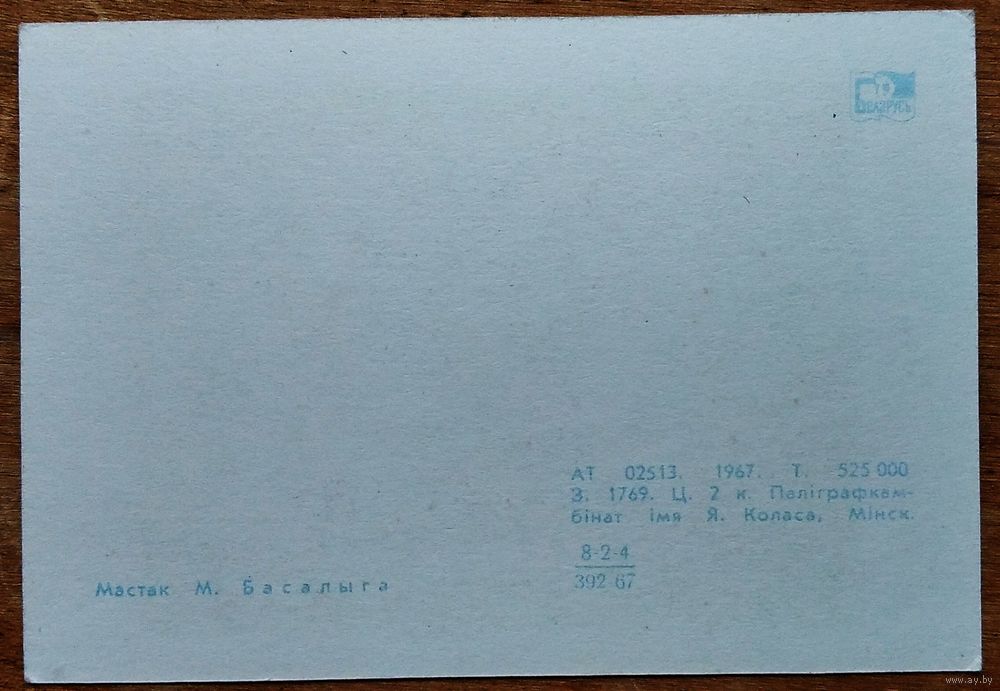 БЕЛАРУСЬ
АТ 02513. 1967. Т. 525 000
З. 1769. Ц. 2 к. Паліграфкам-
бінат імя Я. Коласа, Мінск.
8-2-4
392-67
Мастак М. Басалыга
www.ay.by